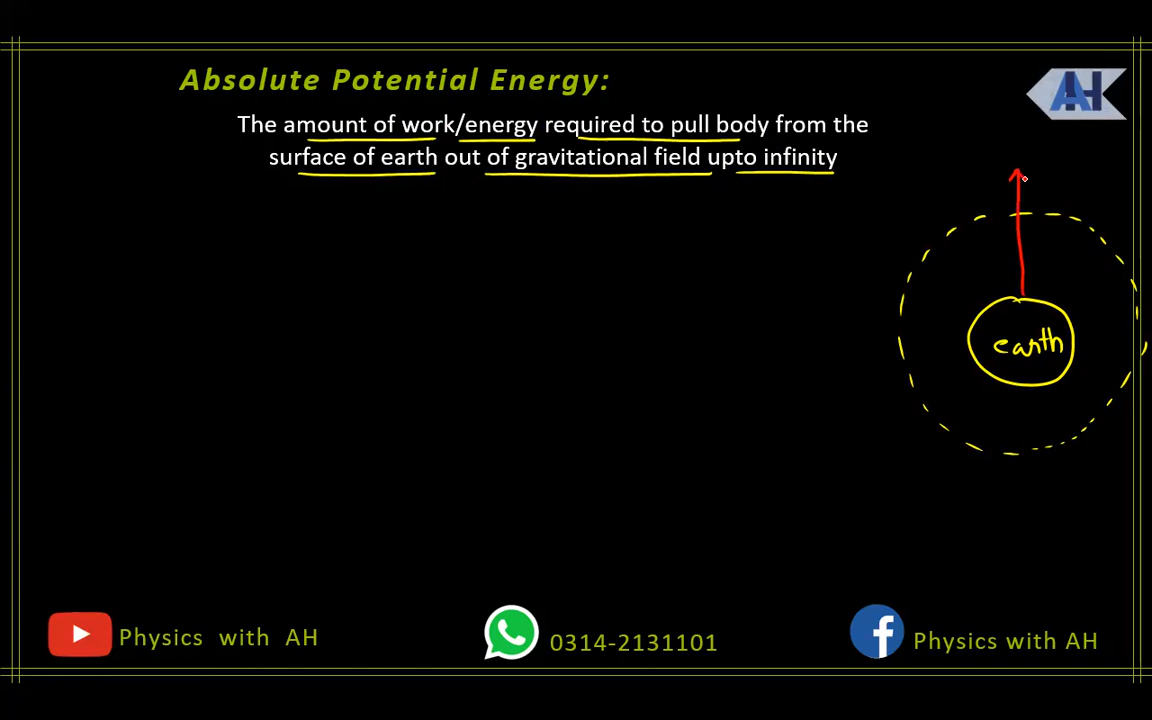 Absolute Potential Energy:
AH
The amount of work/energy required to pull body from the
surface of earth out of gravitational field upto infinity
earth
Physics with AH
0314-2131101
Physics with AH